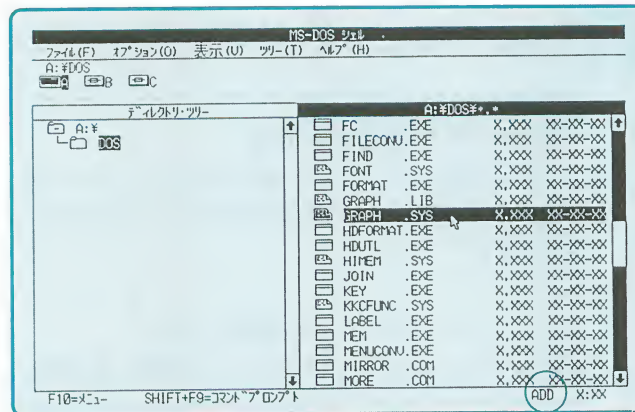 MS-DOS シェル
ファイル(F) オプション(O) 表示(U) ツリー(T) ヘルプ(H)
A:¥DOS
A B C
ディレクトリ・ツリー
A:¥
DOS
A:¥DOS¥*.*
FC .EXE X,XXX XX-XX-XX
FILECONV.EXE X,XXX XX-XX-XX
FIND .EXE X,XXX XX-XX-XX
FONT .SYS X,XXX XX-XX-XX
FORMAT .EXE X,XXX XX-XX-XX
GRAPH .LIB X,XXX XX-XX-XX
GRAPH .SYS X,XXX XX-XX-XX
HDFORMAT.EXE X,XXX XX-XX-XX
HDUTL .EXE X,XXX XX-XX-XX
HIMEM .SYS X,XXX XX-XX-XX
JOIN .EXE X,XXX XX-XX-XX
KEY .EXE X,XXX XX-XX-XX
KKCFUNC .SYS X,XXX XX-XX-XX
LABEL .EXE X,XXX XX-XX-XX
MEM .EXE X,XXX XX-XX-XX
MENUCONV.EXE X,XXX XX-XX-XX
MIRROR .COM X,XXX XX-XX-XX
MORE .COM X,XXX XX-XX-XX
F10=メニュー SHIFT+F9=コマンドプロンプト ADD X:XX